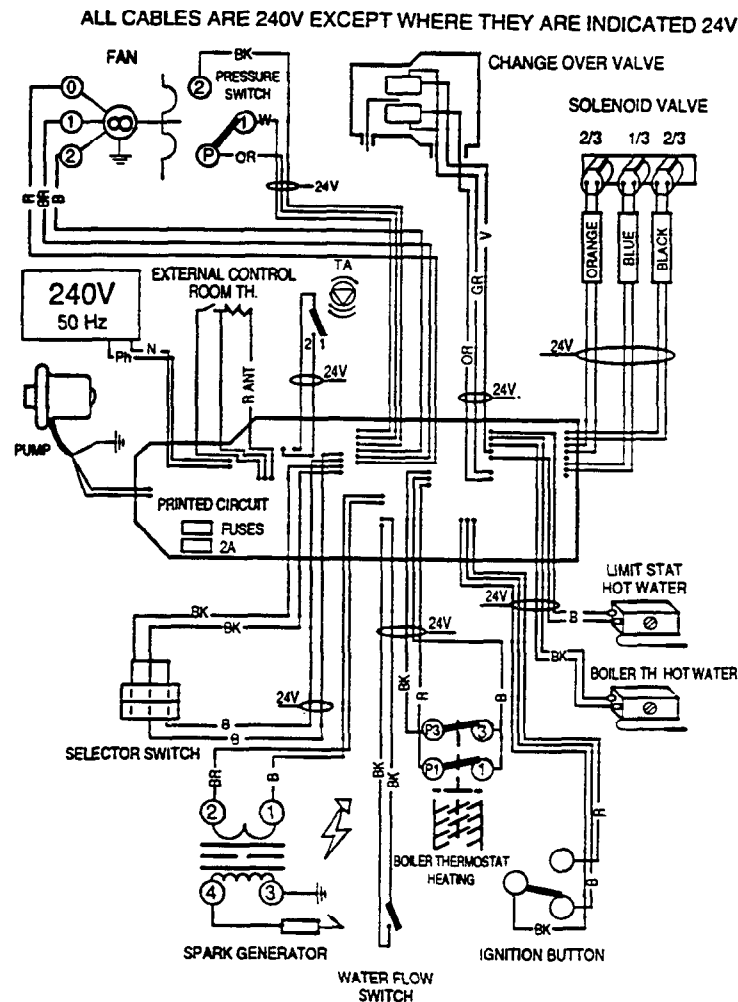 ALL CABLES ARE 240V EXCEPT WHERE THEY ARE INDICATED 24V
FAN
BK
CHANGE OVER VALVE
0
2
PRESSURE
SWITCH
SOLENOID VALVE
1
1
W
2/3
1/3
2/3
2
P
OR
24V
R
BR
B
V
ORANGE
BLUE
BLACK
EXTERNAL CONTROL
ROOM TH.
TA
240V
50 Hz
GR
N
Ph
2
1
OR
24V
R ANT
24V
24V
PUMP
PRINTED CIRCUIT
FUSES
2A
LIMIT STAT
HOT WATER
24V
BK
BK
24V
B
BK
BOILER TH HOT WATER
BK
R
B
24V
B
B
SELECTOR SWITCH
P3
3
BR
B
BK
BK
P1
1
2
1
R
BOILER THERMOSTAT
HEATING
4
3
B
BK
SPARK GENERATOR
IGNITION BUTTON
WATER FLOW
SWITCH